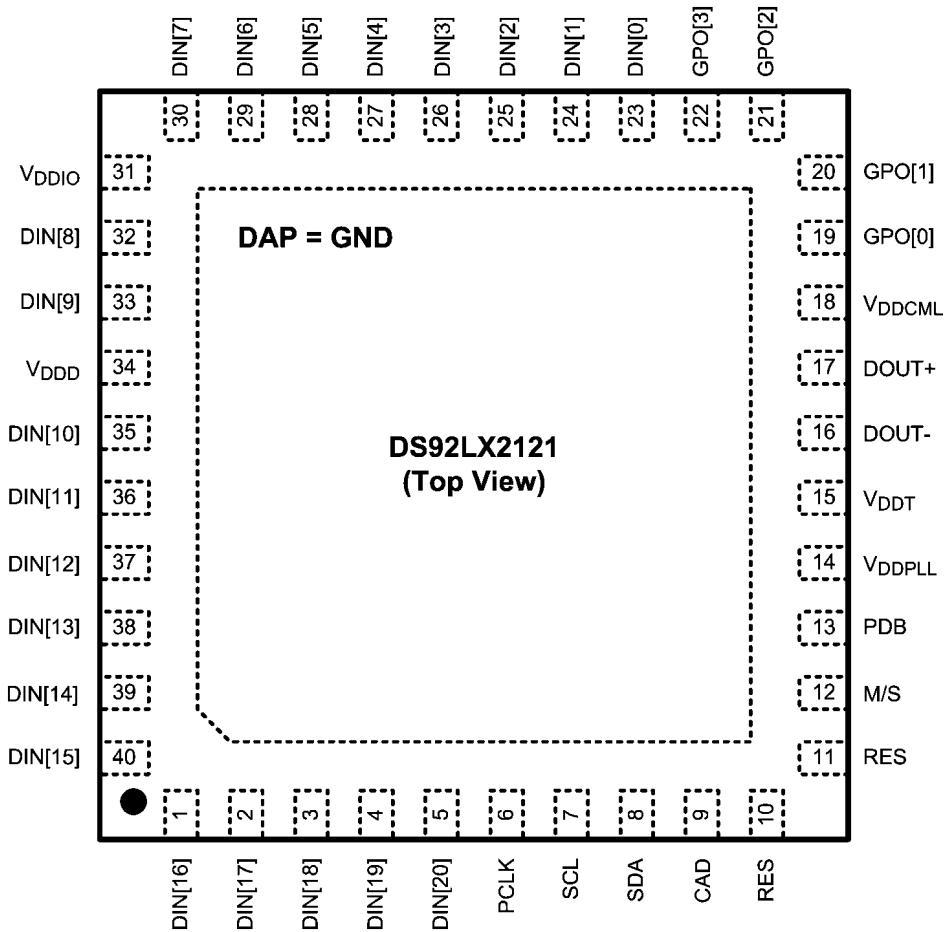 DIN[7] DIN[6] DIN[5] DIN[4] DIN[3] DIN[2] DIN[1] DIN[0] GPO[3] GPO[2]
30 29 28 27 26 25 24 23 22 21
VDDIO 31 20 GPO[1]
DAP = GND
DIN[8] 32 19 GPO[0]
DIN[9] 33 18 VDDCML
VDDD 34 17 DOUT+
DIN[10] 35 16 DOUT-
DS92LX2121
(Top View)
DIN[11] 36 15 VDDT
DIN[12] 37 14 VDDPLL
DIN[13] 38 13 PDB
DIN[14] 39 12 M/S
DIN[15] 40 11 RES
1 2 3 4 5 6 7 8 9 10
DIN[16] DIN[17] DIN[18] DIN[19] DIN[20] PCLK SCL SDA CAD RES